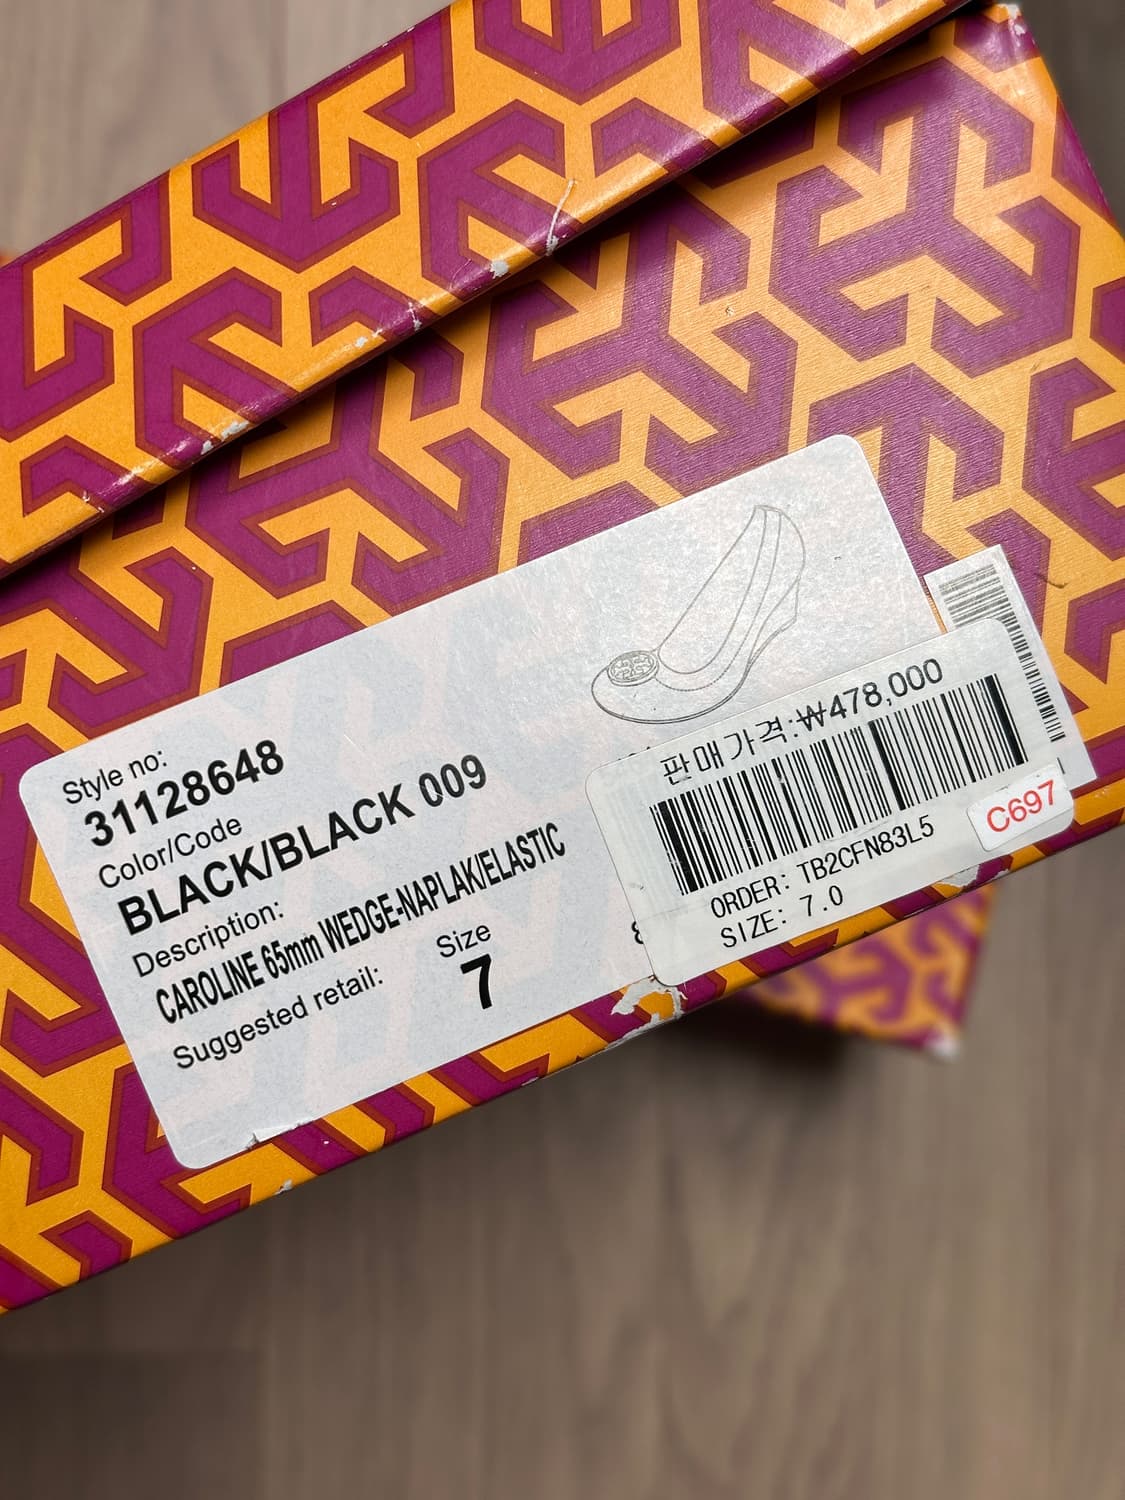 Style no:
31128648
Color/Code
BLACK/BLACK 009
Description:
CAROLINE 65mm WEDGE-NAPLAK/ELASTIC
Suggested retail:
Size
7
판매가격:₩478,000
ORDER: TB2CFN83L5
SIZE: 7.0
C697